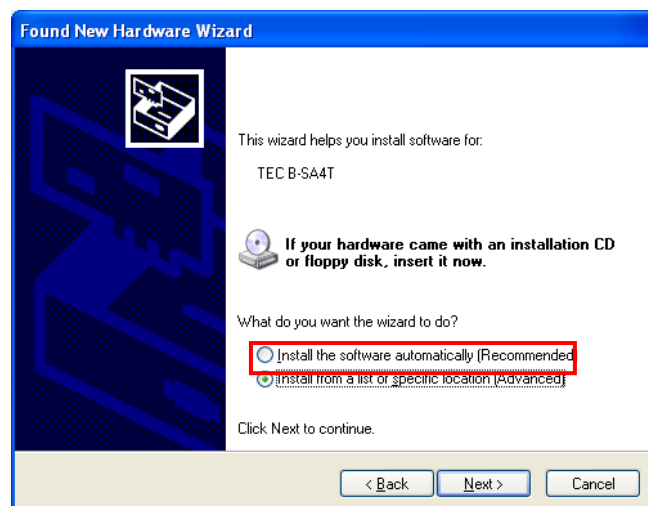 Found New Hardware Wizard
This wizard helps you install software for:
TEC B-SA4T
If your hardware came with an installation CD
or floppy disk, insert it now.
What do you want the wizard to do?
Install the software automatically (Recommended
Install from a list or specific location (Advanced)
Click Next to continue.
< Back Next > Cancel